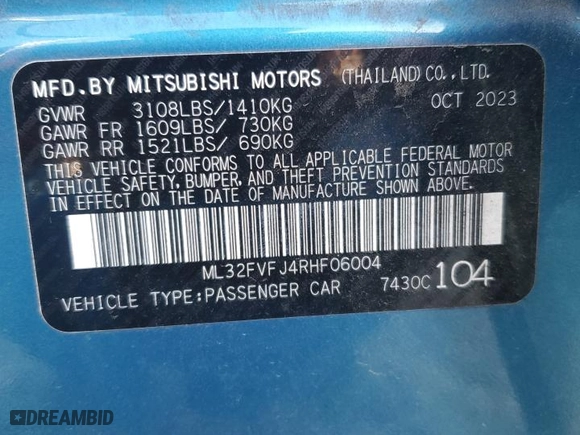 MFD.BY MITSUBISHI MOTORS (THAILAND)CO.,LTD.
GVWR 3108LBS/1410KG OCT 2023
GAWR FR 1609LBS/ 730KG
GAWR RR 1521LBS/ 690KG
THIS VEHICLE CONFORMS TO ALL APPLICABLE FEDERAL MOTOR
VEHICLE SAFETY, BUMPER, AND THEFT PREVENTION STANDARDS
IN EFFECT ON THE DATE OF MANUFACTURE SHOWN ABOVE.
ML32FVFJ4RHF06004
VEHICLE TYPE:PASSENGER CAR 7430C 104
DREAMBID